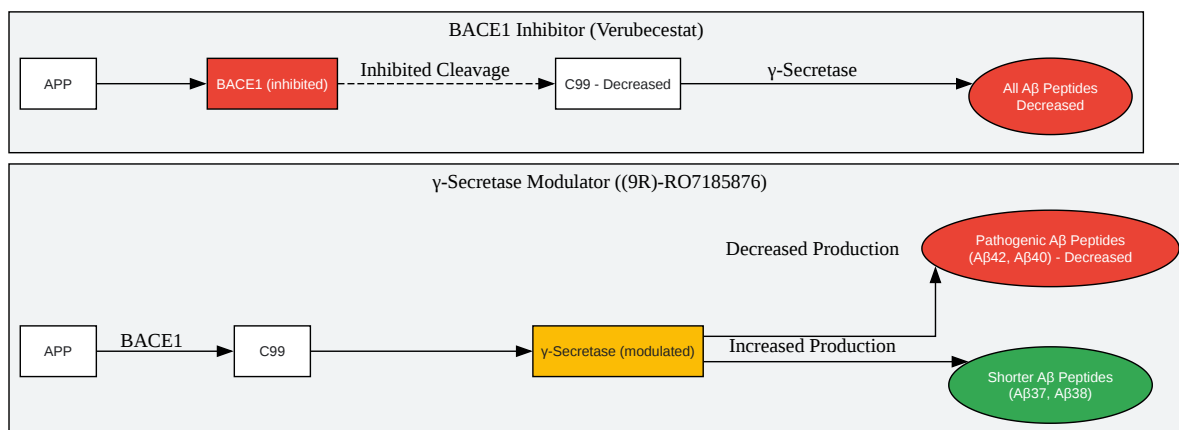 BACE1 Inhibitor (Verubecestat)
APP
BACE1 (inhibited)
Inhibited Cleavage
C99 - Decreased
γ-Secretase
All Aβ Peptides
Decreased
γ-Secretase Modulator ((9R)-RO7185876)
APP
BACE1
C99
γ-Secretase (modulated)
Decreased Production
Pathogenic Aβ Peptides
(Aβ42, Aβ40) - Decreased
Increased Production
Shorter Aβ Peptides
(Aβ37, Aβ38)